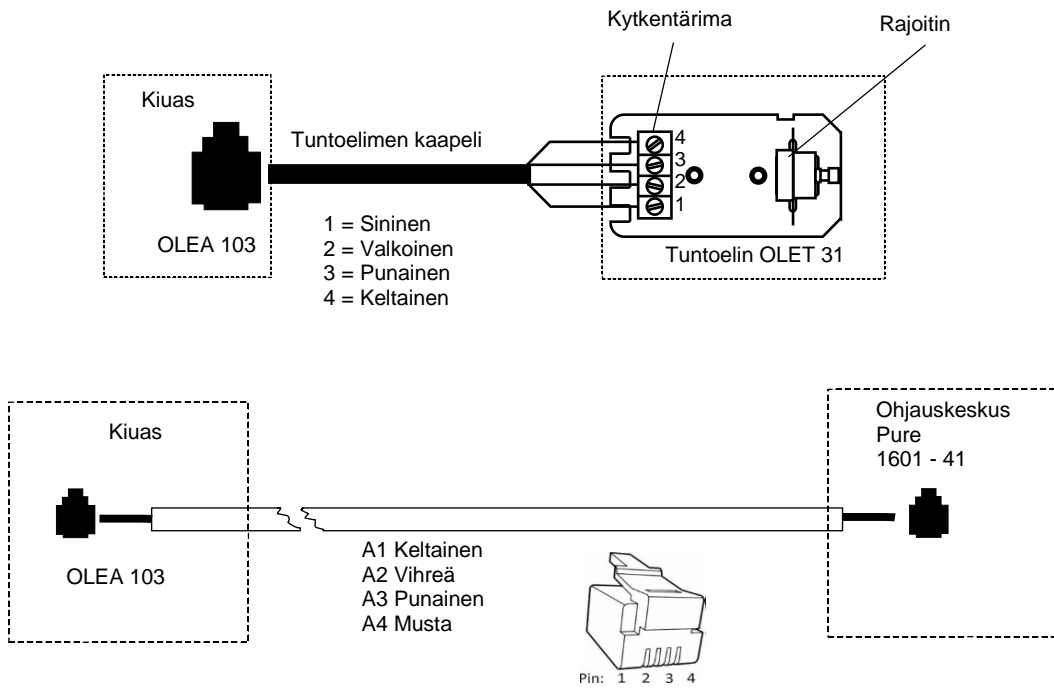 Kytkentärima
Rajoitin
Kiuas
Tuntoelimen kaapeli
4
3
2
1
OLEA 103
1 = Sininen
2 = Valkoinen
3 = Punainen
4 = Keltainen
Tuntoelin OLET 31
Kiuas
Ohjauskeskus
Pure
1601 - 41
OLEA 103
A1 Keltainen
A2 Vihreä
A3 Punainen
A4 Musta
Pin: 1 2 3 4